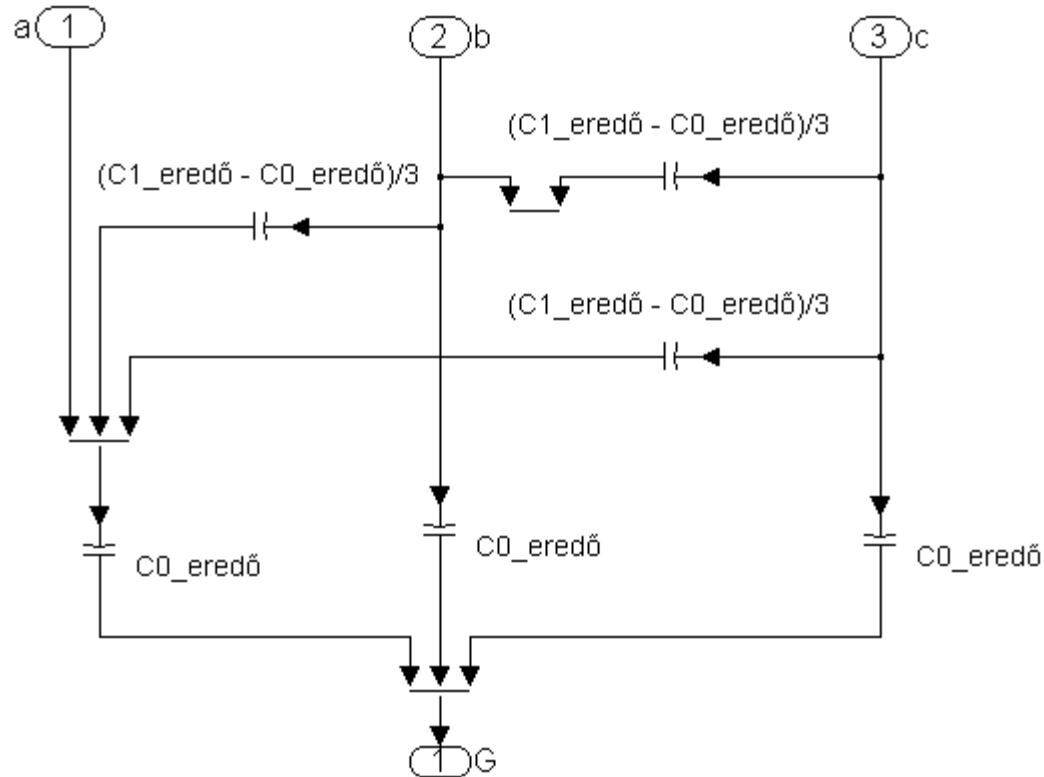 a 1
2 b
3 c
(C1_eredő - C0_eredő)/3
(C1_eredő - C0_eredő)/3
(C1_eredő - C0_eredő)/3
C0_eredő
C0_eredő
C0_eredő
1 G